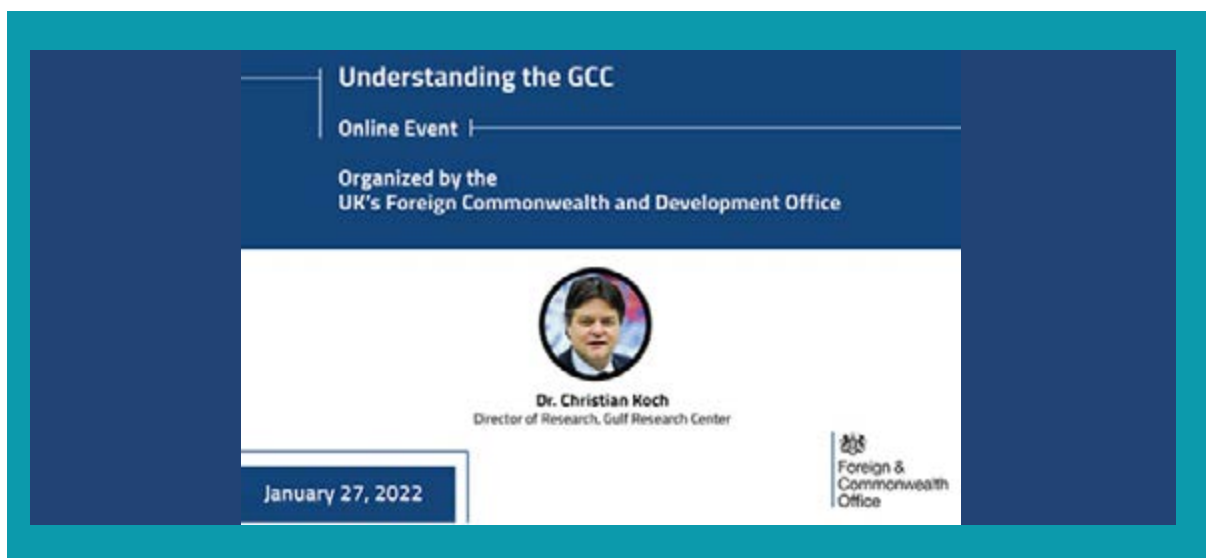 Understanding the GCC
Online Event
Organized by the
UK's Foreign Commonwealth and Development Office
Dr. Christian Koch
Director of Research, Gulf Research Center
January 27, 2022
Foreign &
Commonwealth
Office